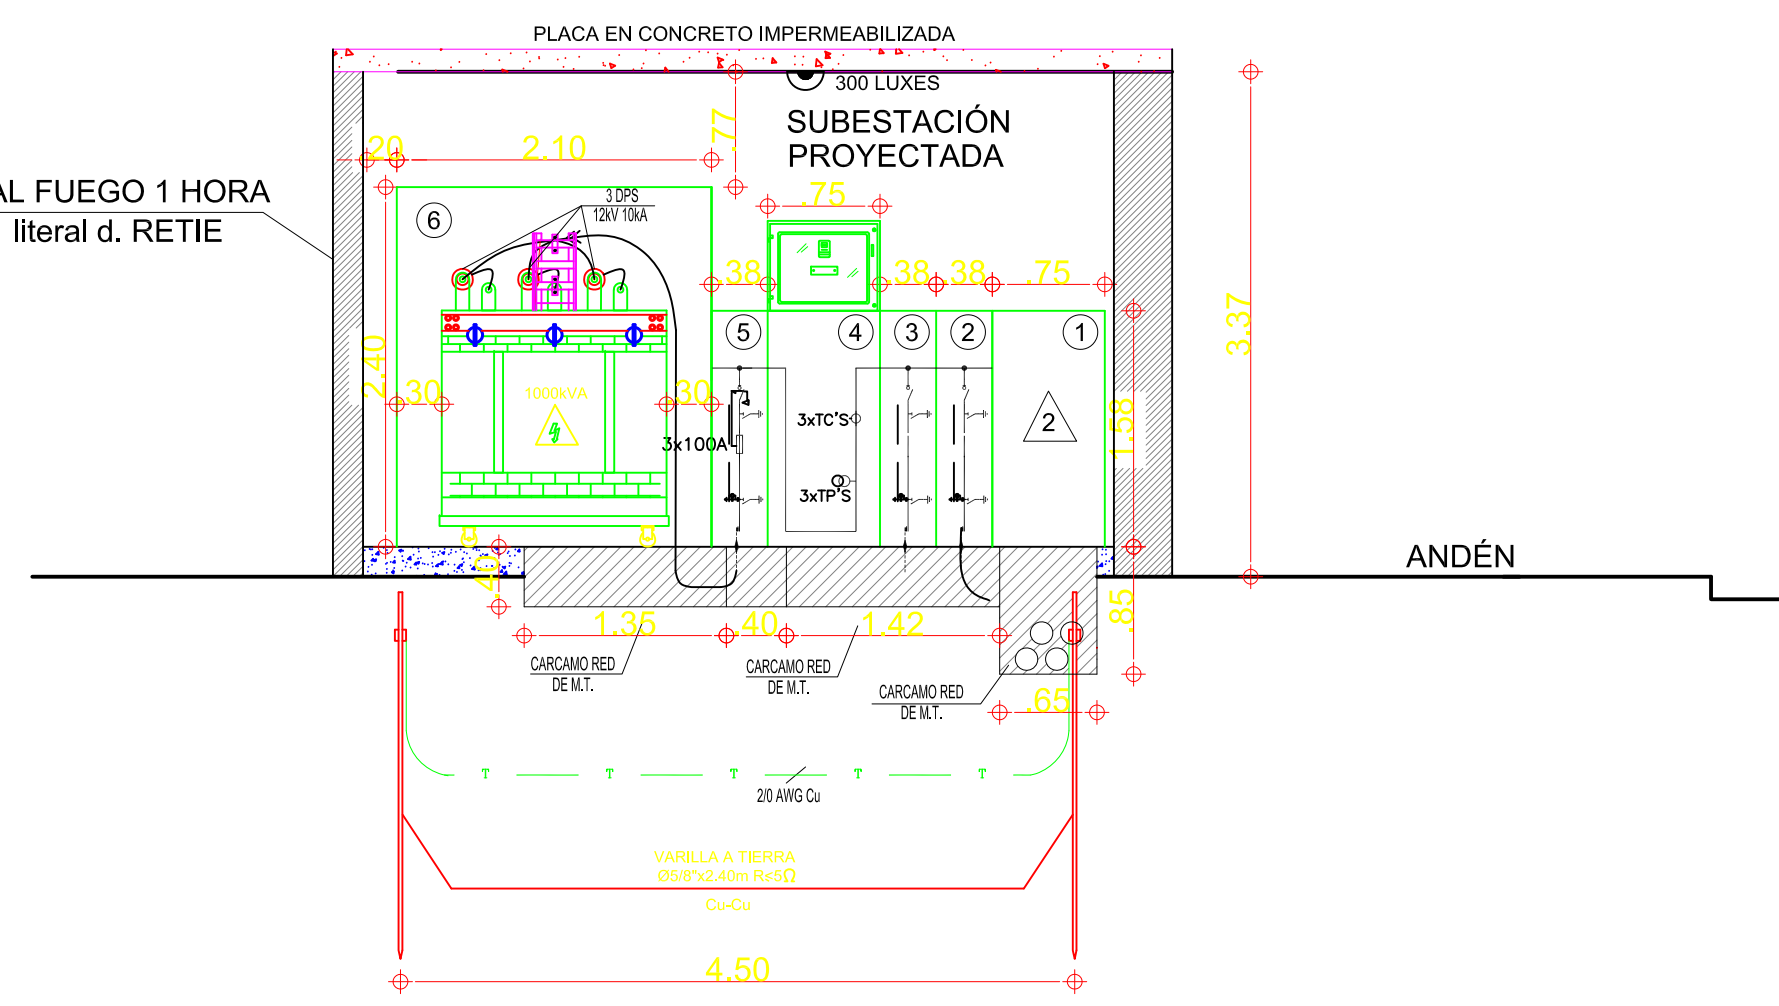 PLACA EN CONCRETO IMPERMEABILIZADA
300 LUXES
SUBESTACIÓN
PROYECTADA
.77
.20
2.10
AL FUEGO 1 HORA
literal d. RETIE
3 DPS
12kV 10kA
6
.75
.38
.38
.38
.75
3.37
5
4
3
2
1
2.40
.30
1000kVA
.30
3x100A
3xTC'S
3xTP'S
2
1.58
ANDÉN
.40
.85
1.35
.40
1.42
CARCAMO RED
DE M.T.
CARCAMO RED
DE M.T.
CARCAMO RED
DE M.T.
.65
T
T
T
T
T
2/0 AWG Cu
VARILLA A TIERRA
Ø5/8"x2.40m R≤5Ω
Cu-Cu
4.50